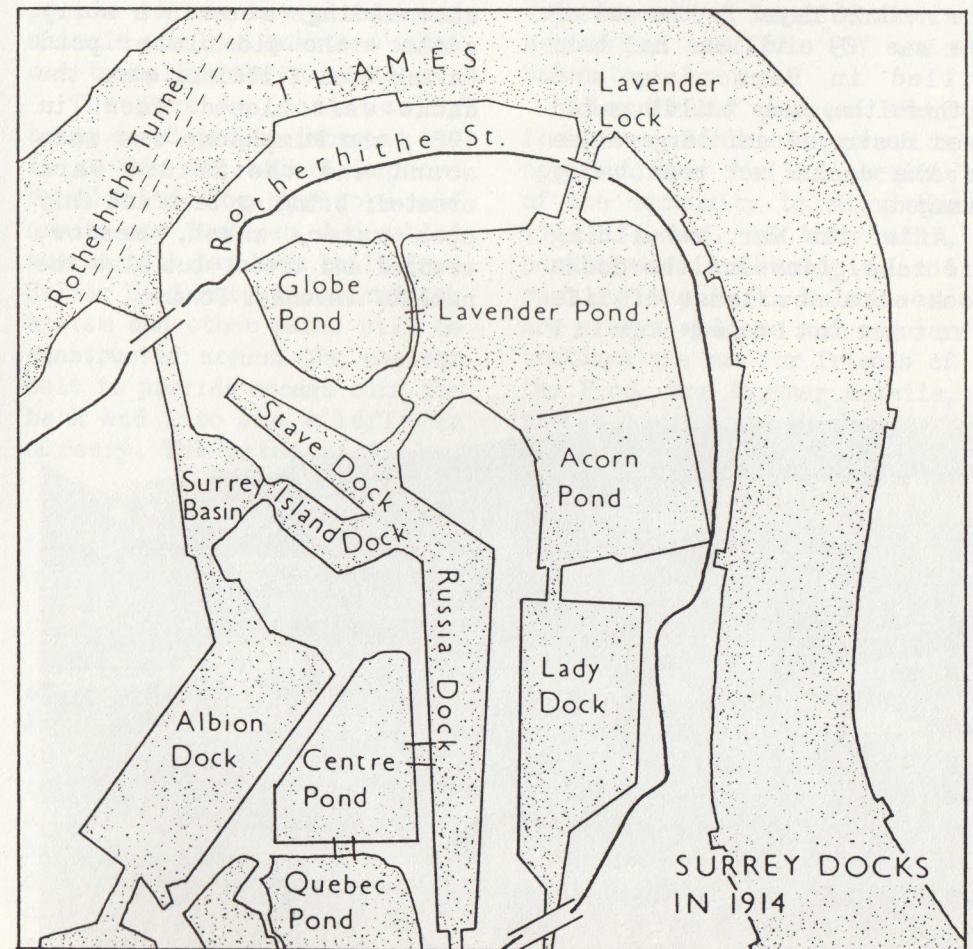 THAMES
Rotherhithe Tunnel
Rotherhithe St
Lavender
Lock
Globe
Pond
Lavender Pond
Stave Dock
Acorn
Pond
Surrey
Basin
Island Dock
Russia Dock
Lady
Dock
Albion
Dock
Centre
Pond
Quebec
Pond
SURREY DOCKS
IN 1914